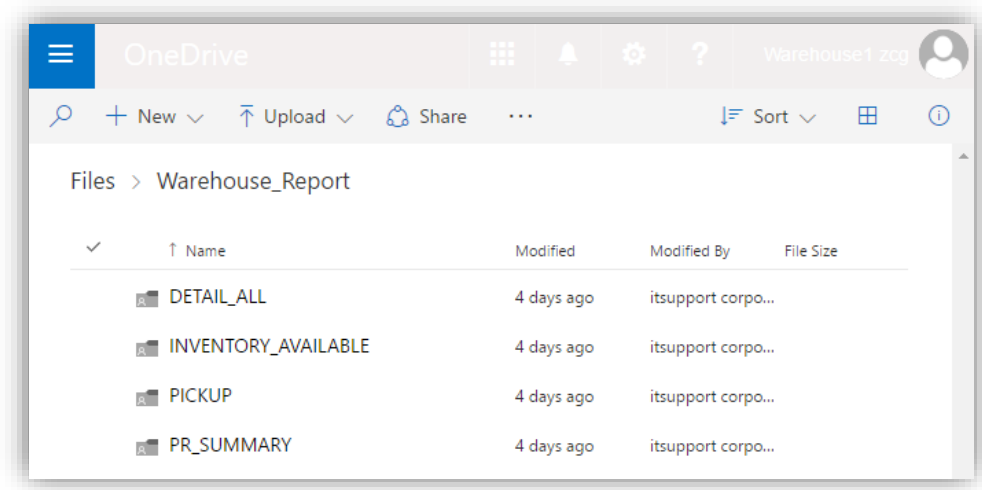 OneDrive ? Warehouse1 zcg
New Upload Share ... Sort
Files > Warehouse_Report
Name Modified Modified By File Size
DETAIL_ALL 4 days ago itsupport corpo...
INVENTORY_AVAILABLE 4 days ago itsupport corpo...
PICKUP 4 days ago itsupport corpo...
PR_SUMMARY 4 days ago itsupport corpo...